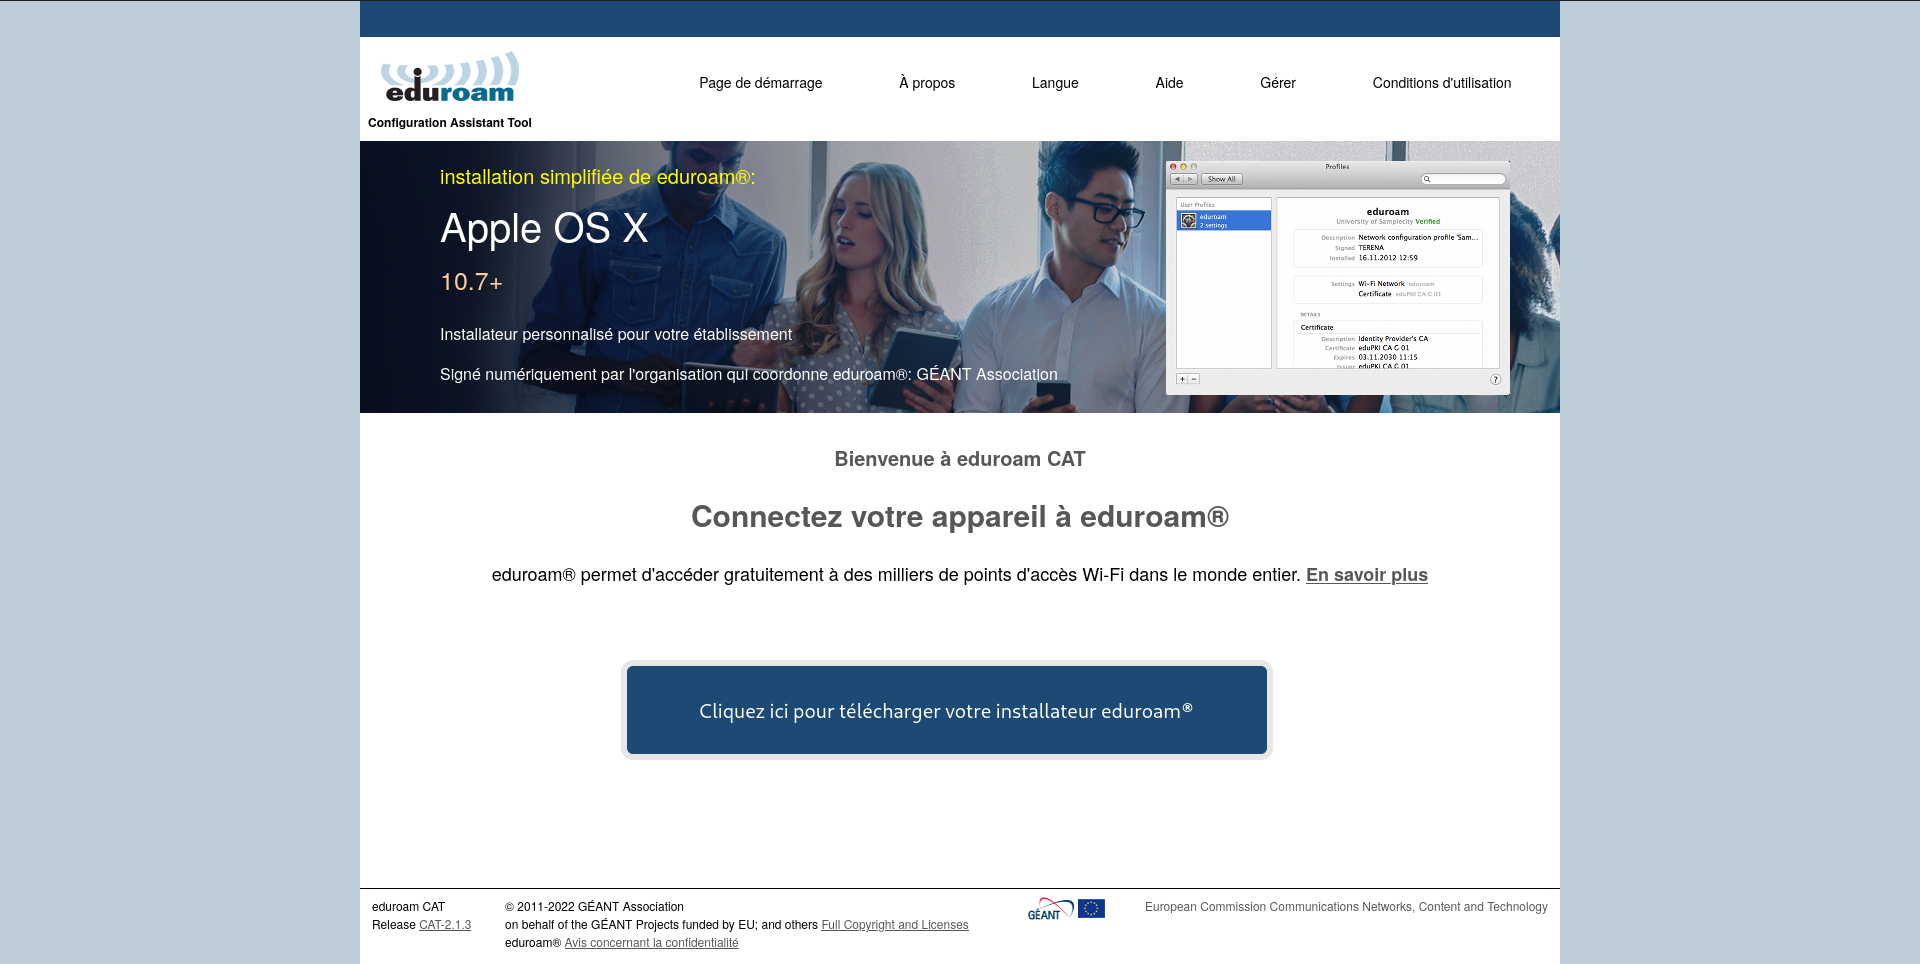 eduroam
Configuration Assistant Tool
Page de démarrage
À propos
Langue
Aide
Gérer
Conditions d'utilisation
installation simplifiée de eduroam®:
Apple OS X
10.7+
Installateur personnalisé pour votre établissement
Signé numériquement par l'organisation qui coordonne eduroam®: GÉANT Association
Profiles
Show All
User Profiles
eduroam
2 settings
eduroam
University of Samplecity Verified
Description Network configuration profile 'Sam...
Signed TERENA
Installed 16.11.2012 12:59
Settings Wi-Fi Network eduroam
Certificate eduPKI CA G 01
DETAILS
Certificate
Description Identity Provider's CA
Certificate eduPKI CA G 01
Expires 03.11.2030 11:15
Issuer eduPKI CA G 01
+ −
?
Bienvenue à eduroam CAT
Connectez votre appareil à eduroam®
eduroam® permet d'accéder gratuitement à des milliers de points d'accès Wi-Fi dans le monde entier. En savoir plus
Cliquez ici pour télécharger votre installateur eduroam®
eduroam CAT
Release CAT-2.1.3
© 2011-2022 GÉANT Association
on behalf of the GÉANT Projects funded by EU; and others Full Copyright and Licenses
eduroam® Avis concernant la confidentialité
GÉANT
European Commission Communications Networks, Content and Technology